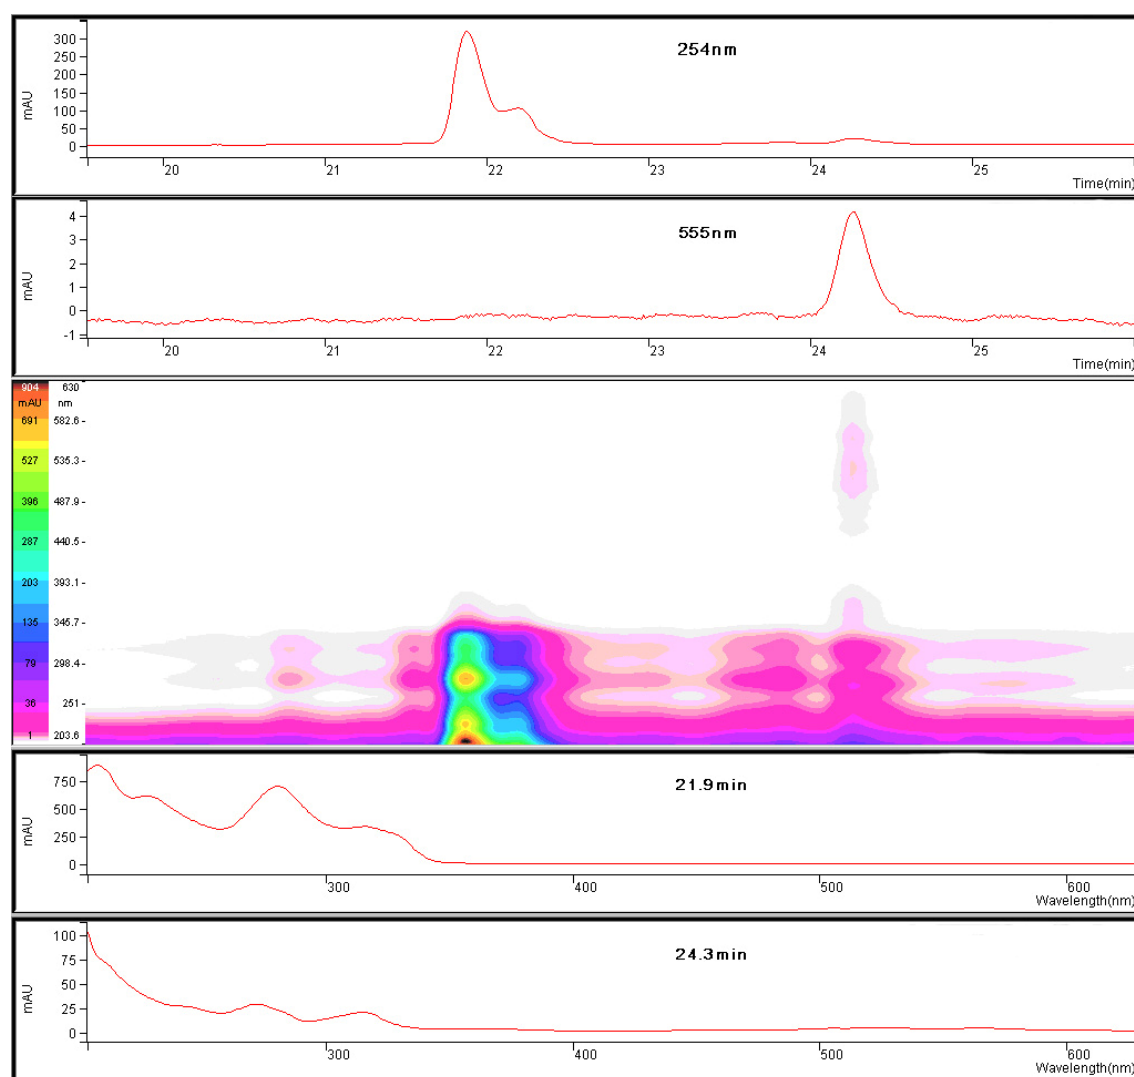 254nm
mAU
300
250
200
150
100
50
0
20 21 22 23 24 25
Time(min)
555nm
mAU
4
3
2
1
0
-1
20 21 22 23 24 25
Time(min)
904 630
mAU nm
691 582.6
527 535.3
396 487.9
287 440.5
203 393.1
135 345.7
79 298.4
36 251
1 203.6
21.9min
mAU
750
500
250
0
300 400 500 600
Wavelength(nm)
24.3min
mAU
100
75
50
25
0
300 400 500 600
Wavelength(nm)